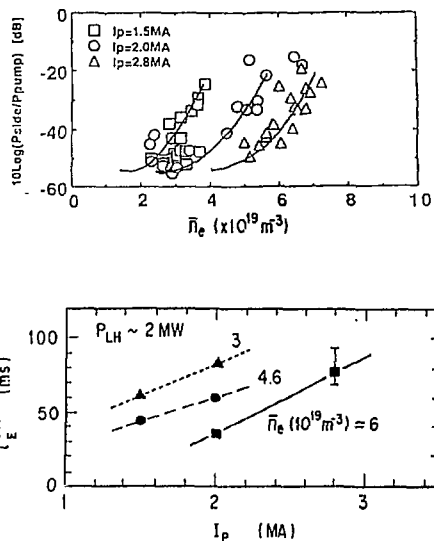 10Log(Pside/Ppump) [dB]
0
-20
-40
-60
□ Ip=1.5MA
○ Ip=2.0MA
△ Ip=2.8MA
0 2 4 6 8 10
n̄e (x10¹⁹m⁻³)
100
50
0
(ms)
P_LH ~ 2 MW
3
4.6
n̄e (10¹⁹m⁻³) ≃ 6
1 2 3
I_P (MA)